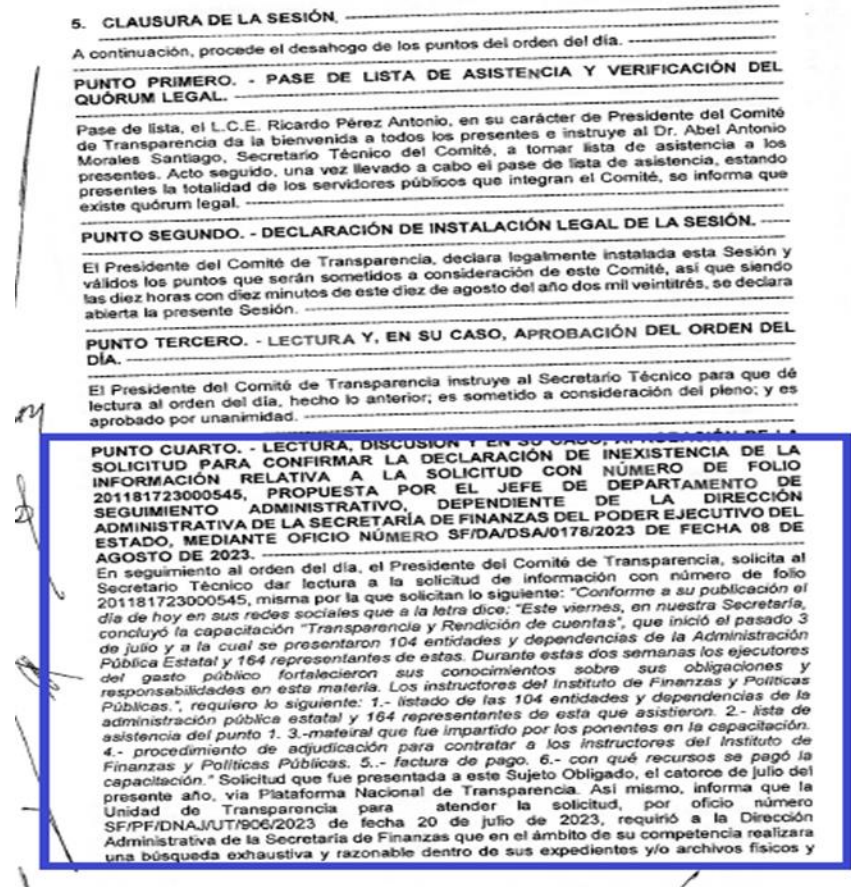 5. CLAUSURA DE LA SESIÓN.
A continuación, procede el desahogo de los puntos del orden del día.
PUNTO PRIMERO. - PASE DE LISTA DE ASISTENCIA Y VERIFICACIÓN DEL
QUÓRUM LEGAL.
Pase de lista, el L.C.E. Ricardo Pérez Antonio, en su carácter de Presidente del Comité
de Transparencia da la bienvenida a todos los presentes e instruye al Dr. Abel Antonio
Morales Santiago, Secretario Técnico del Comité, a tomar lista de asistencia a los
presentes. Acto seguido, una vez llevado a cabo el pase de lista de asistencia, estando
presentes la totalidad de los servidores públicos que integran el Comité, se informa que
existe quórum legal.
PUNTO SEGUNDO. - DECLARACIÓN DE INSTALACIÓN LEGAL DE LA SESIÓN.
El Presidente del Comité de Transparencia, declara legalmente instalada esta Sesión y
válidos los puntos que serán sometidos a consideración de este Comité, así que siendo
las diez horas con diez minutos de este diez de agosto del año dos mil veintitrés, se declara
abierta la presente Sesión.
PUNTO TERCERO. - LECTURA Y, EN SU CASO, APROBACIÓN DEL ORDEN DEL
DÍA.
El Presidente del Comité de Transparencia instruye al Secretario Técnico para que dé
lectura al orden del día, hecho lo anterior; es sometido a consideración del pleno; y es
aprobado por unanimidad.
PUNTO CUARTO. - LECTURA, DISCUSIÓN Y EN SU CASO, APROBACIÓN DE LA
SOLICITUD PARA CONFIRMAR LA DECLARACIÓN DE INEXISTENCIA DE LA
INFORMACIÓN RELATIVA A LA SOLICITUD CON NÚMERO DE FOLIO
201181723000545, PROPUESTA POR EL JEFE DE DEPARTAMENTO DE
SEGUIMIENTO ADMINISTRATIVO, DEPENDIENTE DE LA DIRECCIÓN
ADMINISTRATIVA DE LA SECRETARÍA DE FINANZAS DEL PODER EJECUTIVO DEL
ESTADO, MEDIANTE OFICIO NÚMERO SF/DA/DSA/0178/2023 DE FECHA 08 DE
AGOSTO DE 2023.
En seguimiento al orden del día, el Presidente del Comité de Transparencia, solicita al
Secretario Técnico dar lectura a la solicitud de información con número de folio
201181723000545, misma por la que solicitan lo siguiente: "Conforme a su publicación el
día de hoy en sus redes sociales que a la letra dice: "Este viernes, en nuestra Secretaría,
concluyó la capacitación "Transparencia y Rendición de cuentas", que inició el pasado 3
de julio y a la cual se presentaron 104 entidades y dependencias de la Administración
Pública Estatal y 164 representantes de estas. Durante estas dos semanas los ejecutores
del gasto público fortalecieron sus conocimientos sobre sus obligaciones y
responsabilidades en esta materia. Los instructores del Instituto de Finanzas y Políticas
Públicas.", requiero lo siguiente: 1.- listado de las 104 entidades y dependencias de la
administración pública estatal y 164 representantes de esta que asistieron. 2.- lista de
asistencia del punto 1. 3.-mateiral que fue impartido por los ponentes en la capacitación.
4.- procedimiento de adjudicación para contratar a los instructores del Instituto de
Finanzas y Políticas Públicas. 5..- factura de pago. 6.- con qué recursos se pagó la
capacitación." Solicitud que fue presentada a este Sujeto Obligado, el catorce de julio del
presente año, vía Plataforma Nacional de Transparencia. Así mismo, informa que la
Unidad de Transparencia para atender la solicitud, por oficio número
SF/PF/DNAJ/UT/906/2023 de fecha 20 de julio de 2023, requirió a la Dirección
Administrativa de la Secretaría de Finanzas que en el ámbito de su competencia realizara
una búsqueda exhaustiva y razonable dentro de sus expedientes y/o archivos físicos y